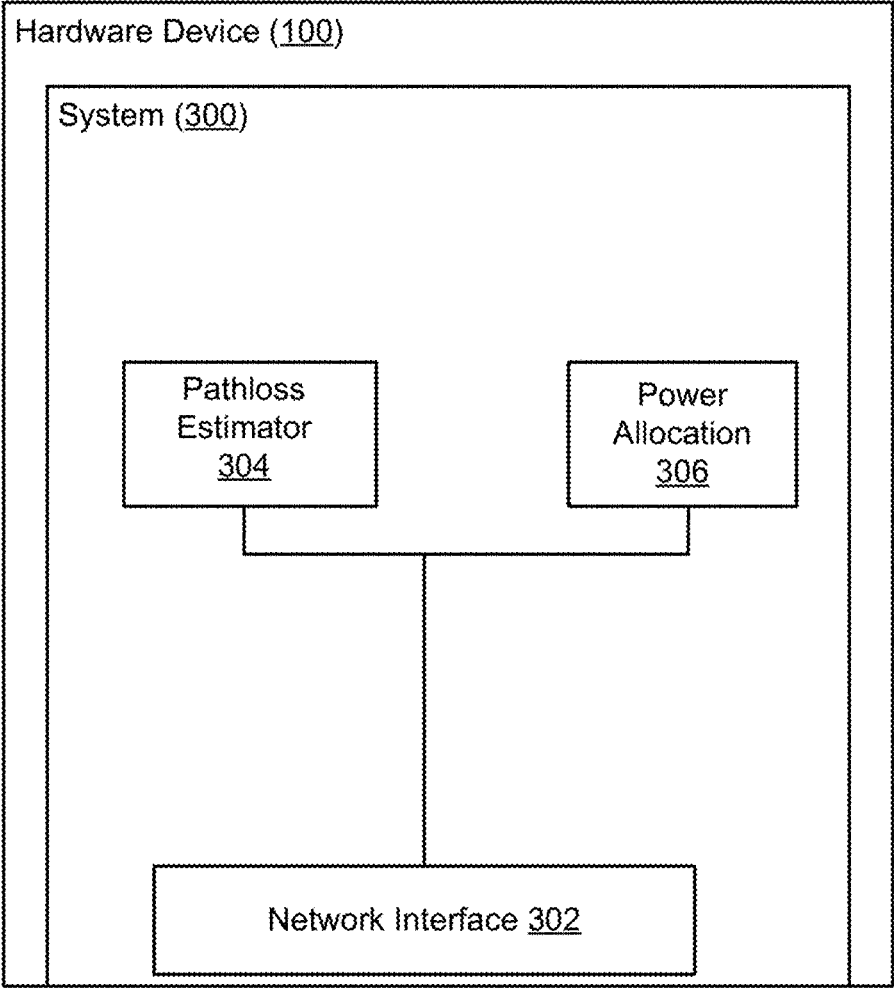 Hardware Device (100)
System (300)
Pathloss
Estimator
304
Power
Allocation
306
Network Interface 302